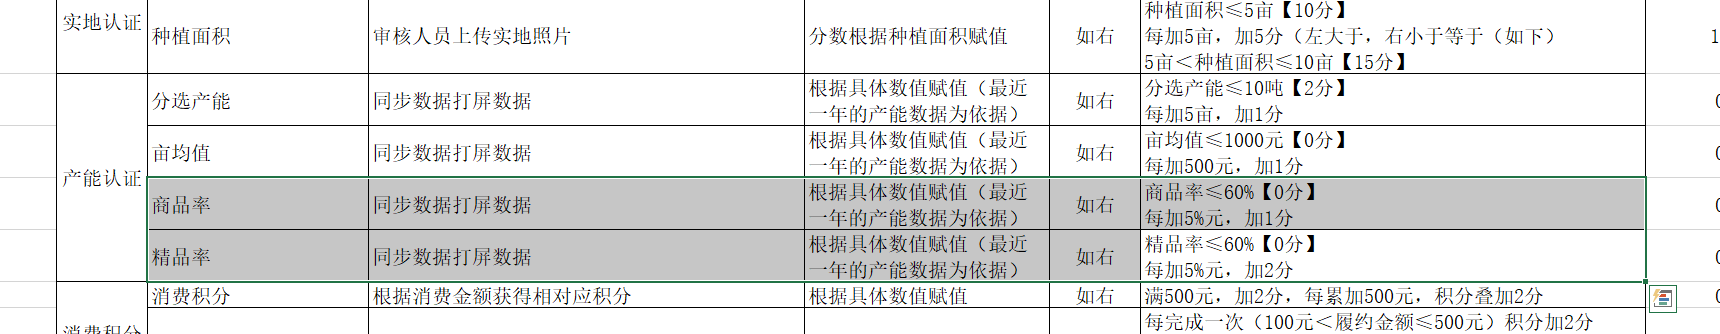 实地认证
种植面积
审核人员上传实地照片
分数根据种植面积赋值
如右
种植面积≤5亩【10分】
每加5亩，加5分（左大于，右小于等于（如下）
5亩＜种植面积≤10亩【15分】
1
产能认证
分选产能
同步数据打屏数据
根据具体数值赋值（最近
一年的产能数据为依据）
如右
分选产能≤10吨【2分】
每加5亩，加1分
亩均值
同步数据打屏数据
根据具体数值赋值（最近
一年的产能数据为依据）
如右
亩均值≤1000元【0分】
每加500元，加1分
商品率
同步数据打屏数据
根据具体数值赋值（最近
一年的产能数据为依据）
如右
商品率≤60%【0分】
每加5%元，加1分
精品率
同步数据打屏数据
根据具体数值赋值（最近
一年的产能数据为依据）
如右
精品率≤60%【0分】
每加5%元，加2分
消费积分
消费积分
根据消费金额获得相对应积分
根据具体数值赋值
如右
满500元，加2分，每累加500元，积分叠加2分
每完成一次（100元＜履约金额≤500元）积分加2分